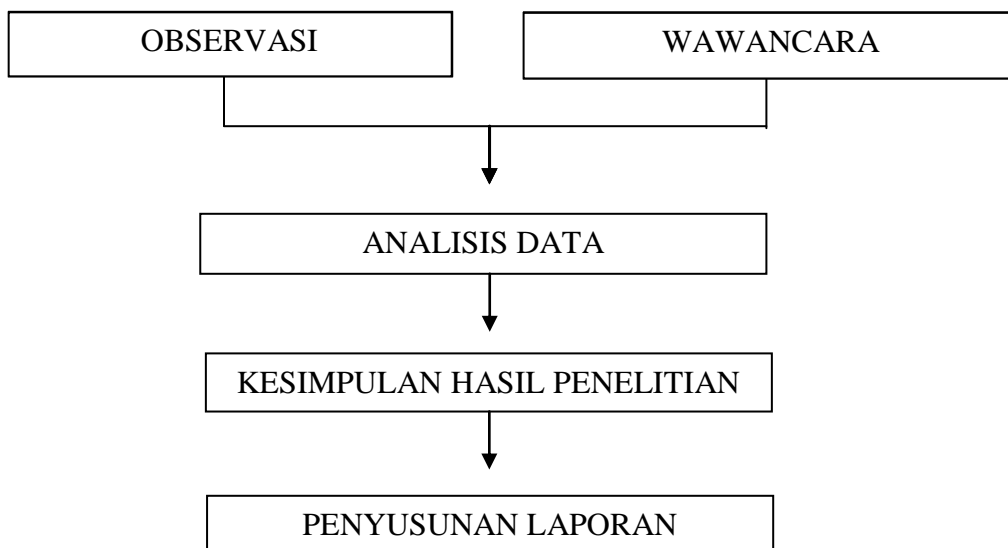 OBSERVASI
WAWANCARA
ANALISIS DATA
KESIMPULAN HASIL PENELITIAN
PENYUSUNAN LAPORAN